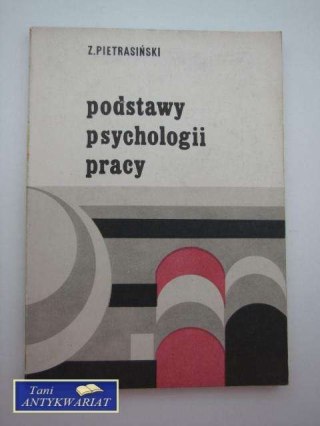 Z.PIETRASIŃSKI
podstawy
psychologii
pracy
Tani
ANTYKWARIAT